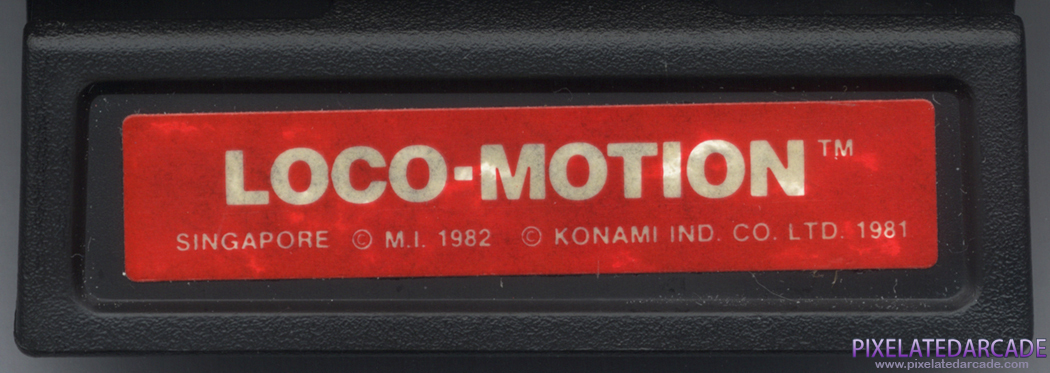 LOCO-MOTION™
SINGAPORE © M.I. 1982 © KONAMI IND. CO. LTD. 1981
PIXELATEDARCADE
www.pixelatedarcade.com